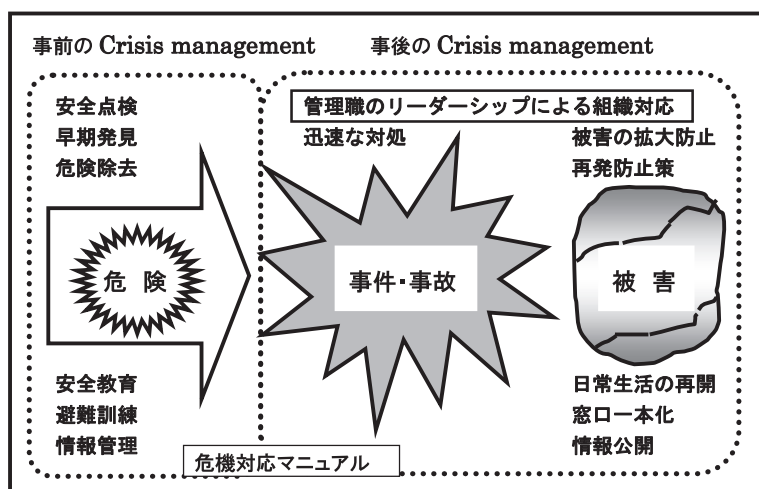 事前の Crisis management
事後の Crisis management
安全点検
早期発見
危険除去
危 険
安全教育
避難訓練
情報管理
管理職のリーダーシップによる組織対応
迅速な対処
被害の拡大防止
再発防止策
事件・事故
被 害
日常生活の再開
窓口一本化
情報公開
危機対応マニュアル